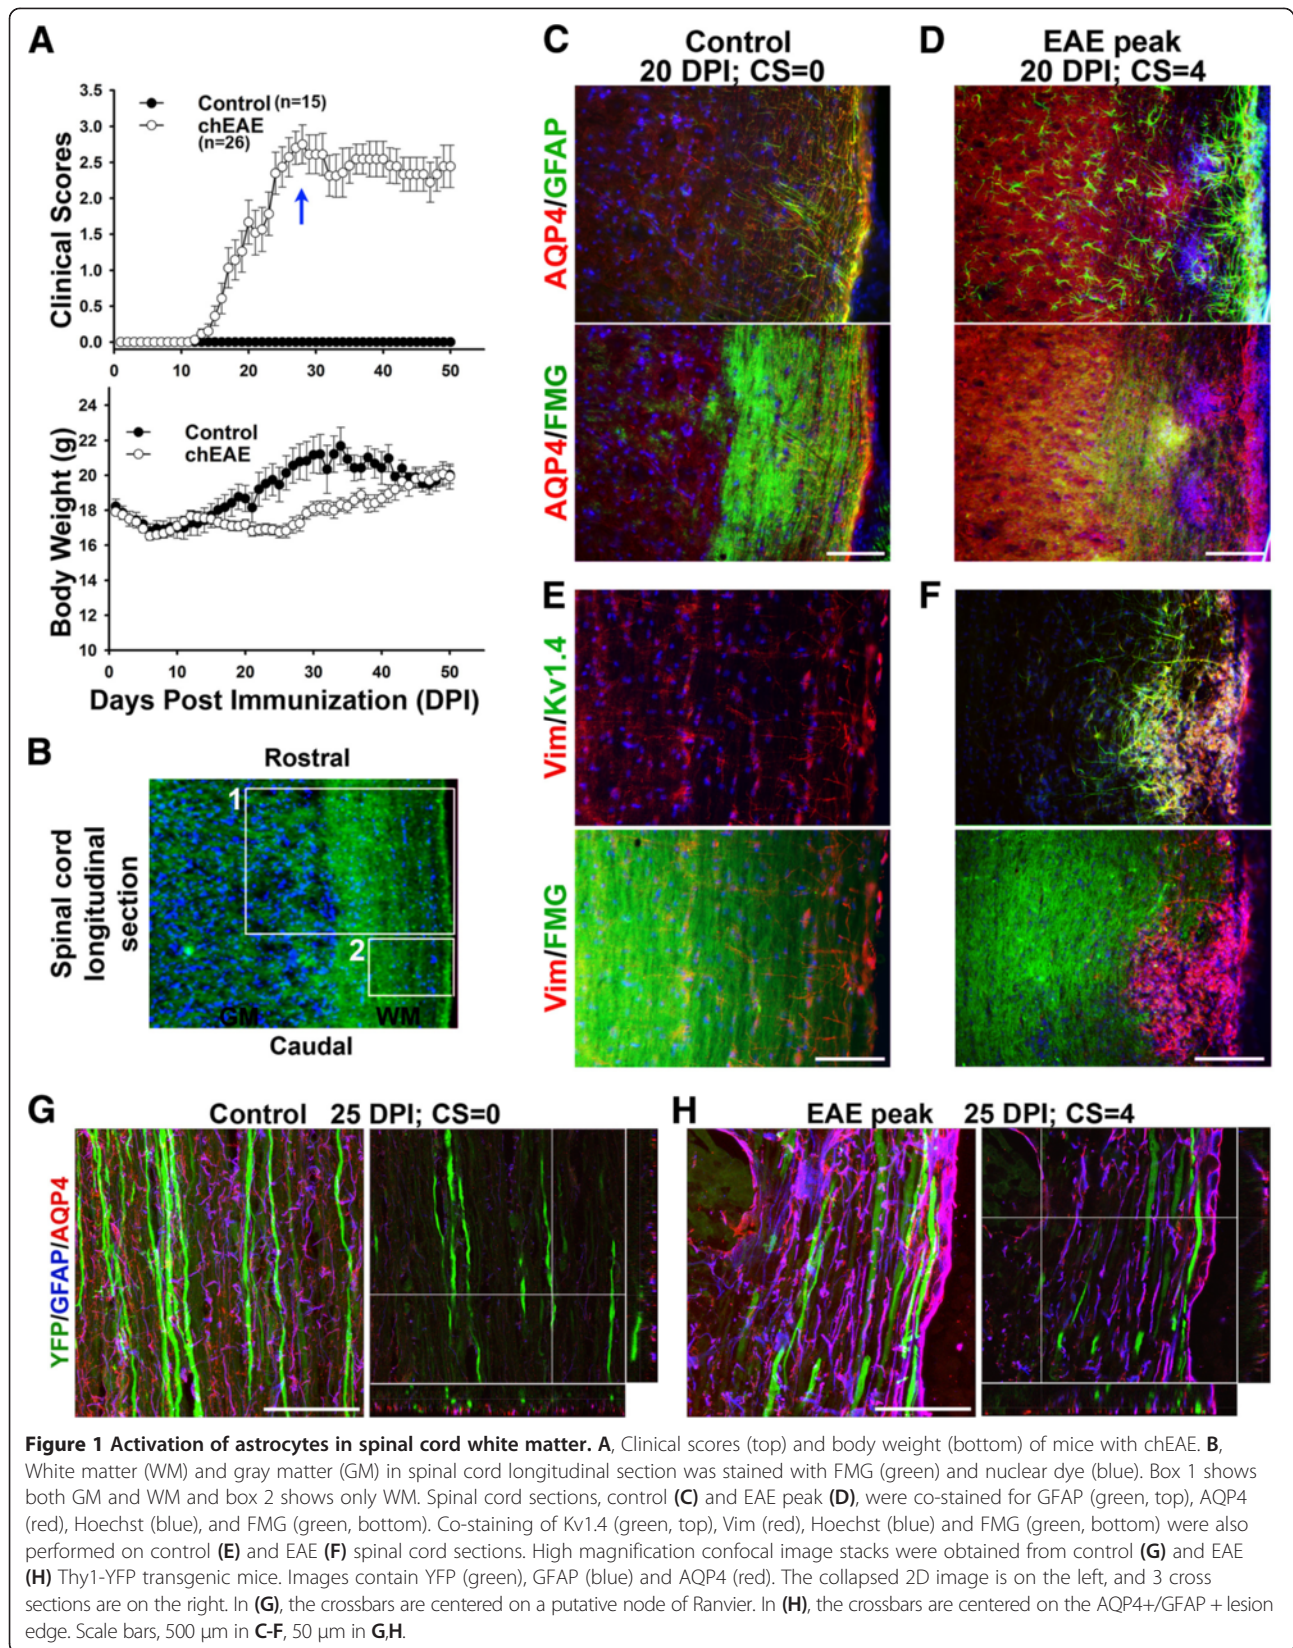 A
3.5
3.0
2.5
2.0
1.5
1.0
0.5
0.0
Clinical Scores
Control (n=15)
chEAE
(n=26)
0 10 20 30 40 50
24
22
20
18
16
14
12
10
Body Weight (g)
Control
chEAE
0 10 20 30 40 50
Days Post Immunization (DPI)
B
Rostral
Spinal cord
longitudinal
section
1
2
GM
WM
Caudal
C
Control
20 DPI; CS=0
AQP4/GFAP
AQP4/FMG
D
EAE peak
20 DPI; CS=4
E
Vim/Kv1.4
Vim/FMG
F
G
Control 25 DPI; CS=0
YFP/GFAP/AQP4
H
EAE peak 25 DPI; CS=4
Figure 1 Activation of astrocytes in spinal cord white matter. A, Clinical scores (top) and body weight (bottom) of mice with chEAE. B,
White matter (WM) and gray matter (GM) in spinal cord longitudinal section was stained with FMG (green) and nuclear dye (blue). Box 1 shows
both GM and WM and box 2 shows only WM. Spinal cord sections, control (C) and EAE peak (D), were co-stained for GFAP (green, top), AQP4
(red), Hoechst (blue), and FMG (green, bottom). Co-staining of Kv1.4 (green, top), Vim (red), Hoechst (blue) and FMG (green, bottom) were also
performed on control (E) and EAE (F) spinal cord sections. High magnification confocal image stacks were obtained from control (G) and EAE
(H) Thy1-YFP transgenic mice. Images contain YFP (green), GFAP (blue) and AQP4 (red). The collapsed 2D image is on the left, and 3 cross
sections are on the right. In (G), the crossbars are centered on a putative node of Ranvier. In (H), the crossbars are centered on the AQP4+/GFAP + lesion
edge. Scale bars, 500 μm in C-F, 50 μm in G,H.